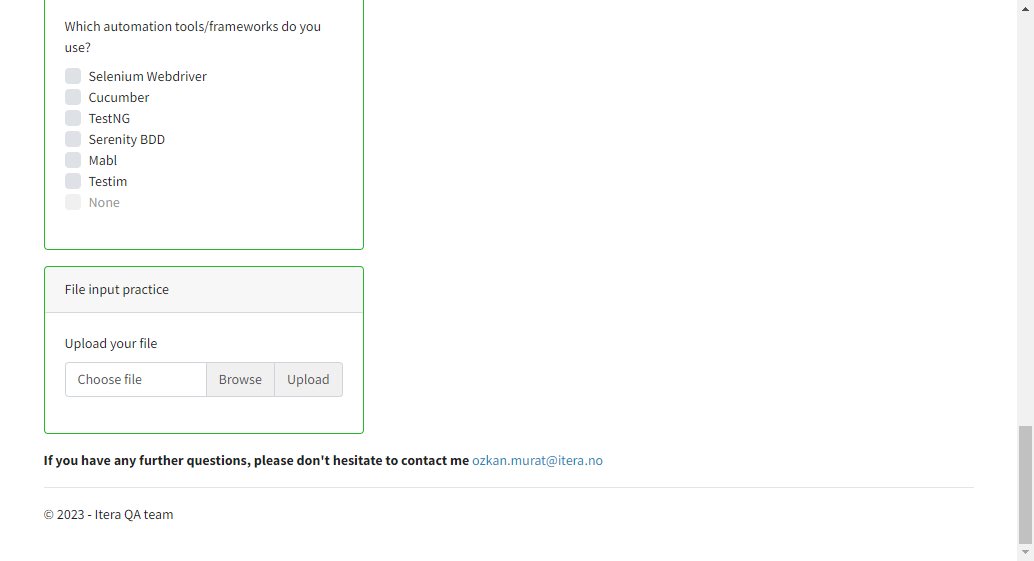 Which automation tools/frameworks do you
use?
Selenium Webdriver
Cucumber
TestNG
Serenity BDD
Mabl
Testim
None
File input practice
Upload your file
Choose file Browse Upload
If you have any further questions, please don't hesitate to contact me ozkan.murat@itera.no
© 2023 - Itera QA team